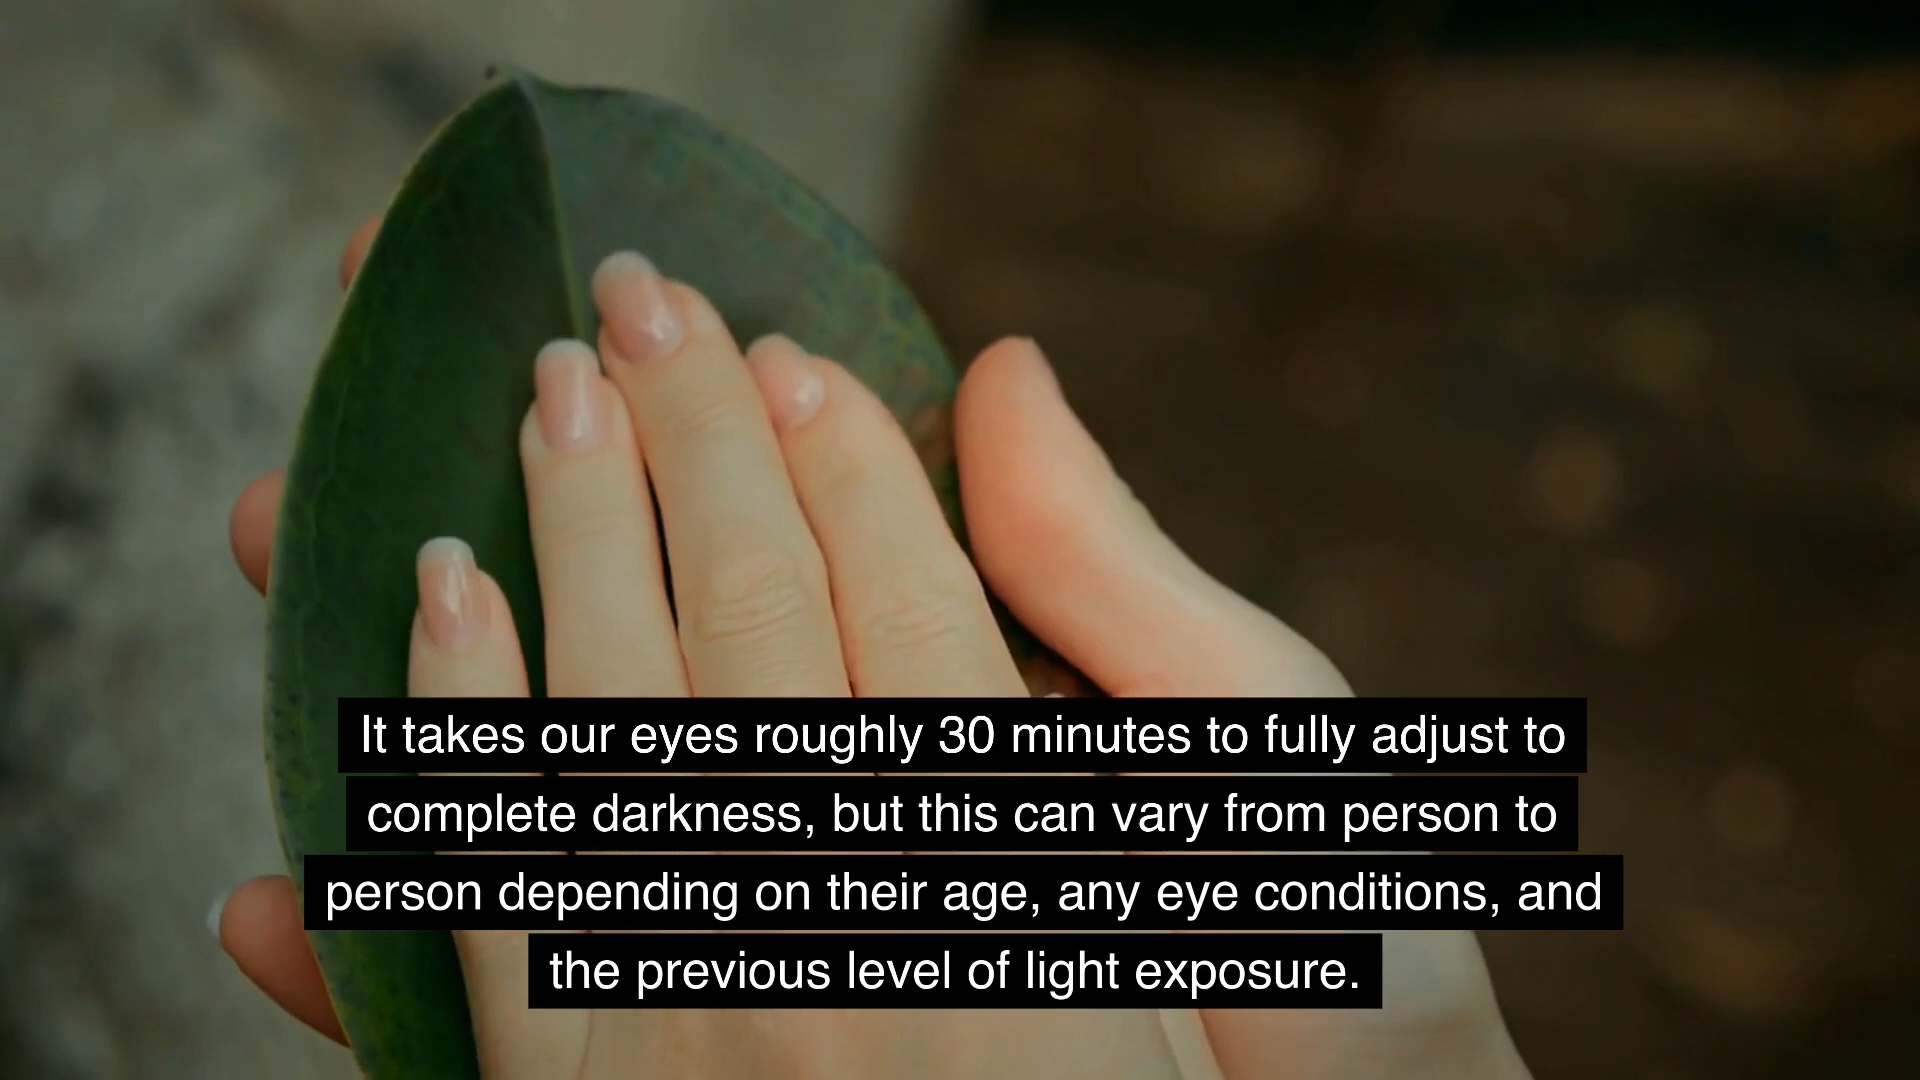 It takes our eyes roughly 30 minutes to fully adjust to
complete darkness, but this can vary from person to
person depending on their age, any eye conditions, and
the previous level of light exposure.